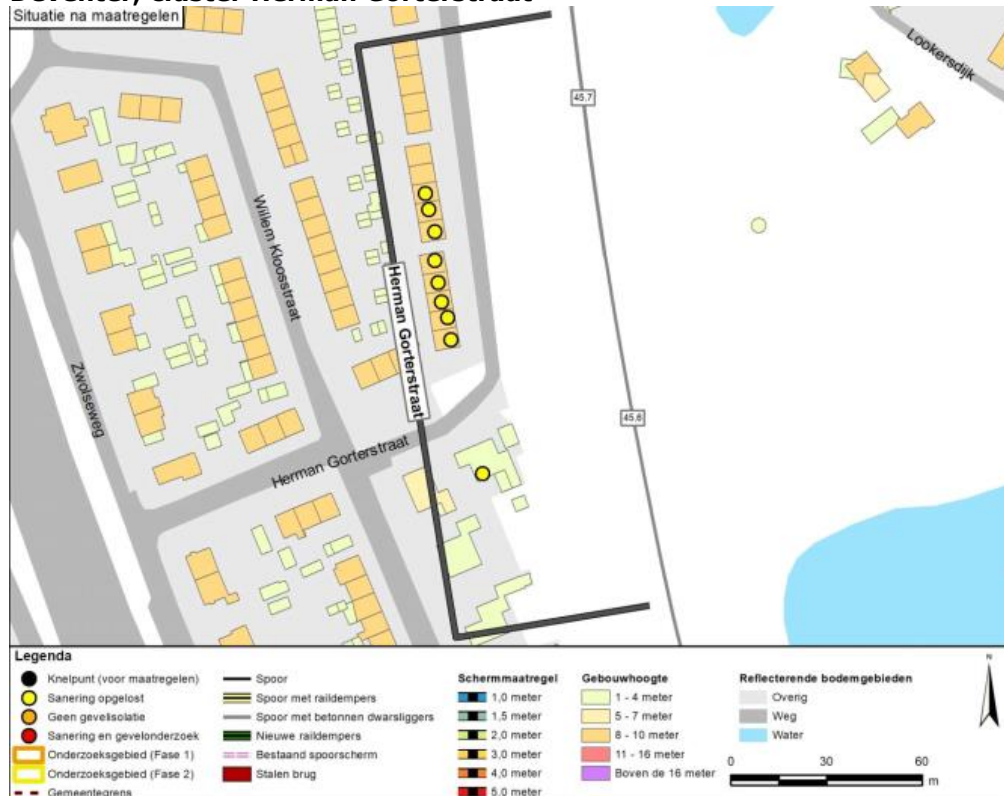 Deventer, cluster Herman Gorterstraat
Situatie na maatregelen
Lookersdijk
45,7
Willem Kloosstraat
Herman Gorterstraat
Zwolseweg
45,6
Herman Gorterstraat
Legenda
Knelpunt (voor maatregelen)
Sanering opgelost
Geen gevelisolatie
Sanering en gevelonderzoek
Onderzoeksgebied (Fase 1)
Onderzoeksgebied (Fase 2)
Gemeentegrens
Spoor
Spoor met raildempers
Spoor met betonnen dwarsliggers
Nieuwe raildempers
Bestaand spoorscherm
Stalen brug
Schermmaatregel
1,0 meter
1,5 meter
2,0 meter
3,0 meter
4,0 meter
5,0 meter
Gebouwhoogte
1 - 4 meter
5 - 7 meter
8 - 10 meter
11 - 16 meter
Boven de 16 meter
Reflecterende bodemgebieden
Overig
Weg
Water
N
0 30 60
m